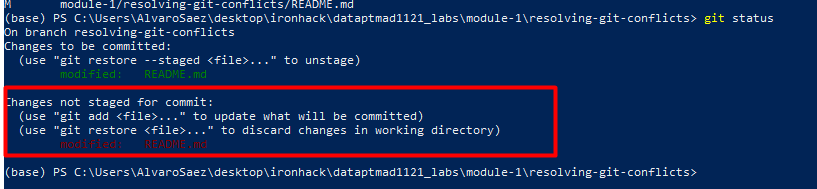 M       module-1/resolving-git-conflicts/README.md
(base) PS C:\Users\AlvaroSaez\desktop\ironhack\dataptmad1121_labs\module-1\resolving-git-conflicts> git status
On branch resolving-git-conflicts
Changes to be committed:
  (use "git restore --staged <file>..." to unstage)
        modified:   README.md
Changes not staged for commit:
  (use "git add <file>..." to update what will be committed)
  (use "git restore <file>..." to discard changes in working directory)
        modified:   README.md
(base) PS C:\Users\AlvaroSaez\desktop\ironhack\dataptmad1121_labs\module-1\resolving-git-conflicts>